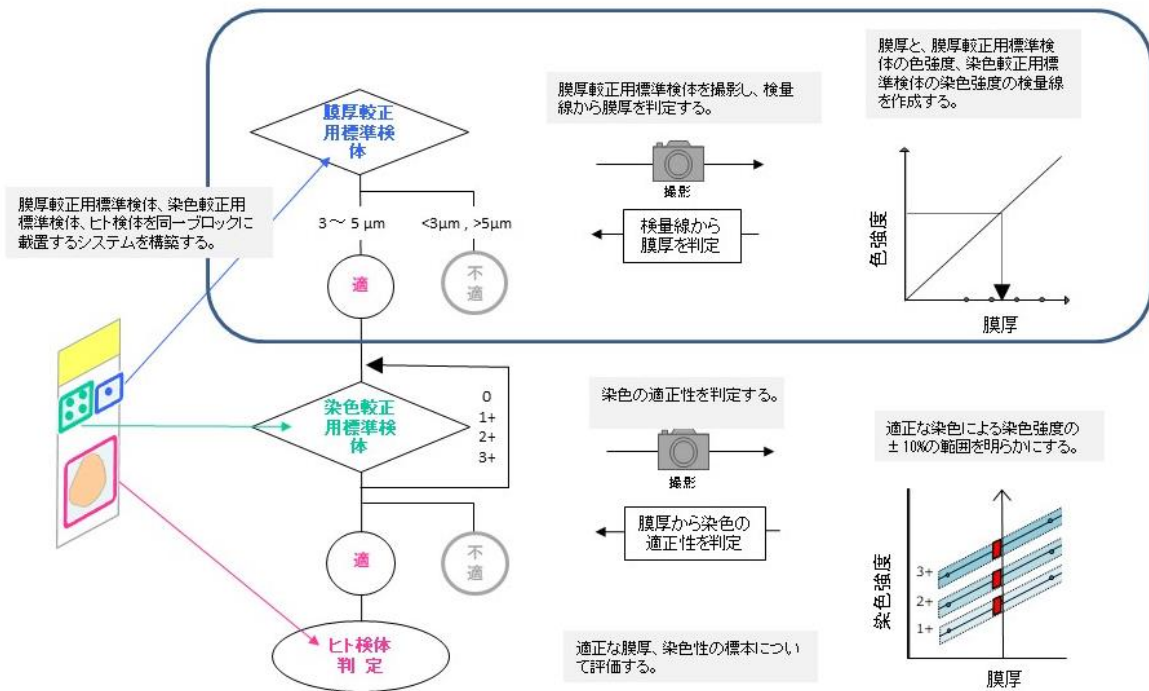 膜厚較正用標準検体、染色較正用
標準検体、ヒト検体を同一ブロックに
載置するシステムを構築する。
膜厚較正
用標準検
体
3～5μm
<3μm , >5μm
適
不
適
膜厚較正用標準検体を撮影し、検量
線から膜厚を判定する。
撮影
検量線から
膜厚を判定
膜厚と、膜厚較正用標準検
体の色強度、染色較正用標
準検体の染色強度の検量線
を作成する。
色強度
膜厚
染色較正
用標準検
体
0
1+
2+
3+
適
不
適
ヒト検体
判 定
染色の適正性を判定する。
撮影
膜厚から染色の
適正性を判定
適正な膜厚、染色性の標本につい
て評価する。
適正な染色による染色強度の
±10%の範囲を明らかにする。
染色強度
3+
2+
1+
膜厚